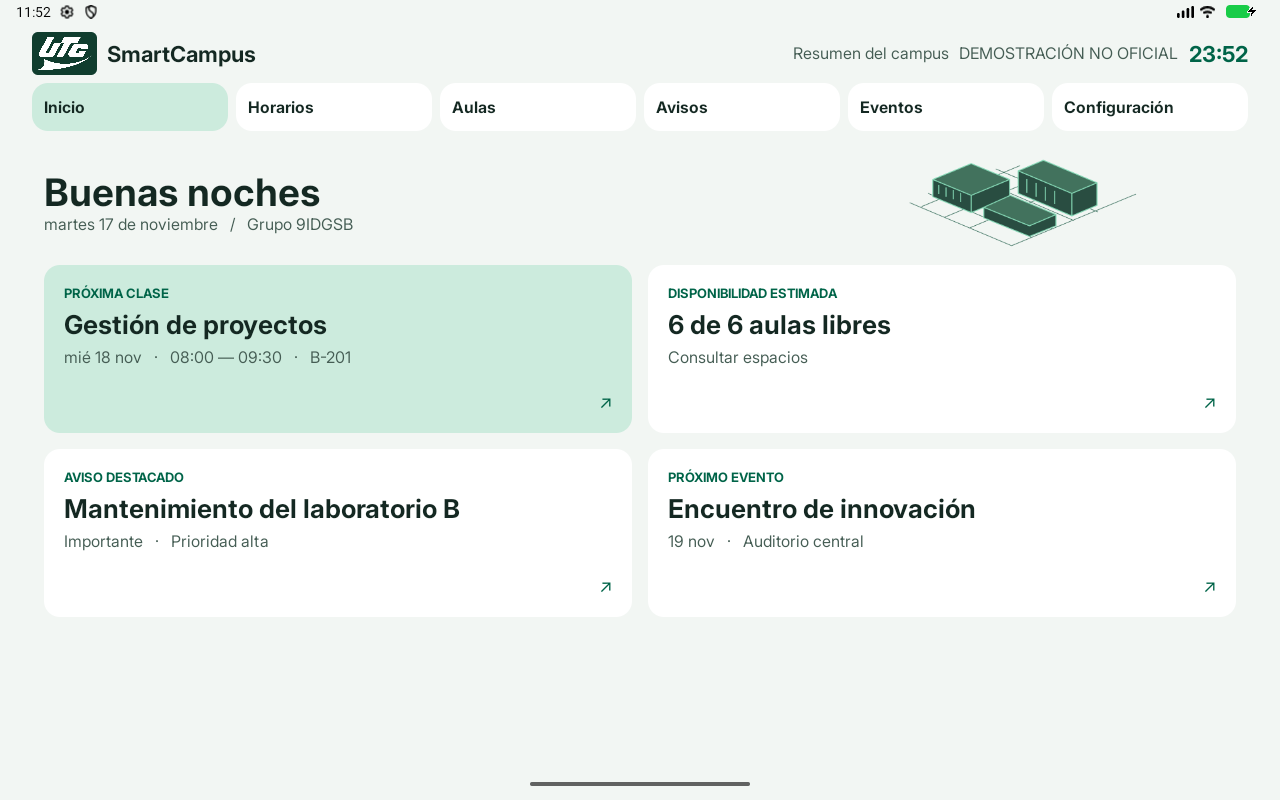 11:52
UTC SmartCampus
Resumen del campus DEMOSTRACIÓN NO OFICIAL 23:52
Inicio
Horarios
Aulas
Avisos
Eventos
Configuración
Buenas noches
martes 17 de noviembre / Grupo 9IDGSB
PRÓXIMA CLASE
Gestión de proyectos
mié 18 nov · 08:00 — 09:30 · B-201
DISPONIBILIDAD ESTIMADA
6 de 6 aulas libres
Consultar espacios
AVISO DESTACADO
Mantenimiento del laboratorio B
Importante · Prioridad alta
PRÓXIMO EVENTO
Encuentro de innovación
19 nov · Auditorio central